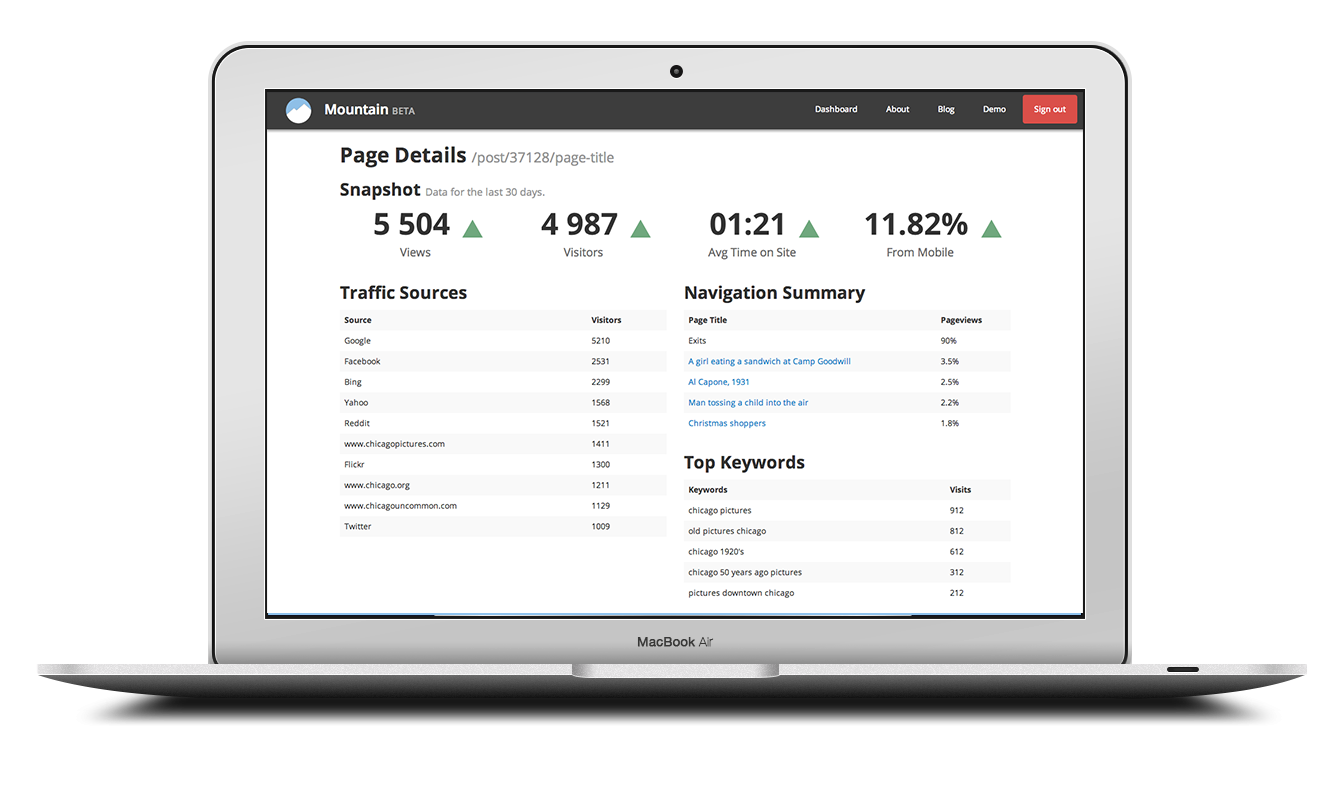 Mountain BETA
Dashboard About Blog Demo Sign out
Page Details /post/37128/page-title
Snapshot Data for the last 30 days.
5 504 4 987 01:21 11.82%
Views Visitors Avg Time on Site From Mobile
Traffic Sources
Source Visitors
Google 5210
Facebook 2531
Bing 2299
Yahoo 1568
Reddit 1521
www.chicagopictures.com 1411
Flickr 1300
www.chicago.org 1211
www.chicagouncommon.com 1129
Twitter 1009
Navigation Summary
Page Title Pageviews
Exits 90%
A girl eating a sandwich at Camp Goodwill 3.5%
Al Capone, 1931 2.5%
Man tossing a child into the air 2.2%
Christmas shoppers 1.8%
Top Keywords
Keywords Visits
chicago pictures 912
old pictures chicago 812
chicago 1920's 612
chicago 50 years ago pictures 312
pictures downtown chicago 212
MacBook Air